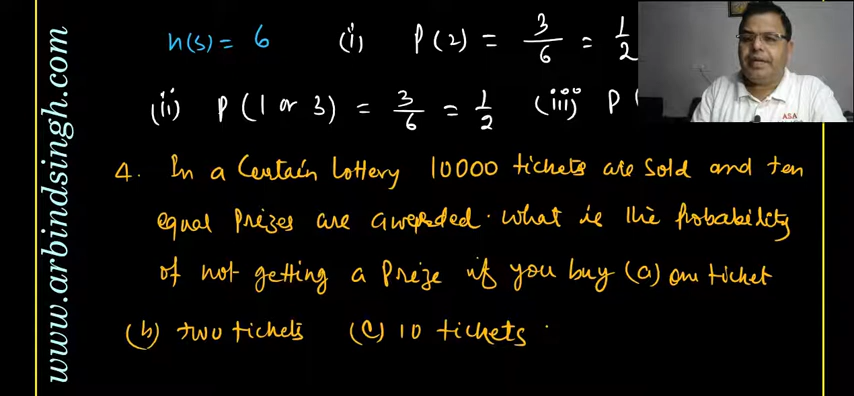 www.arbindsingh.com
n(s) = 6 (i) P(2) = 3/6 = 1/2
(ii) P(1 or 3) = 3/6 = 1/2 (iii) P(
ASA
4. In a Certain lottery 10000 tickets are sold and ten
equal Prizes are awarded. What is the Probability
of not getting a Prize if you buy (a) one ticket
(b) two tickets (c) 10 tickets.